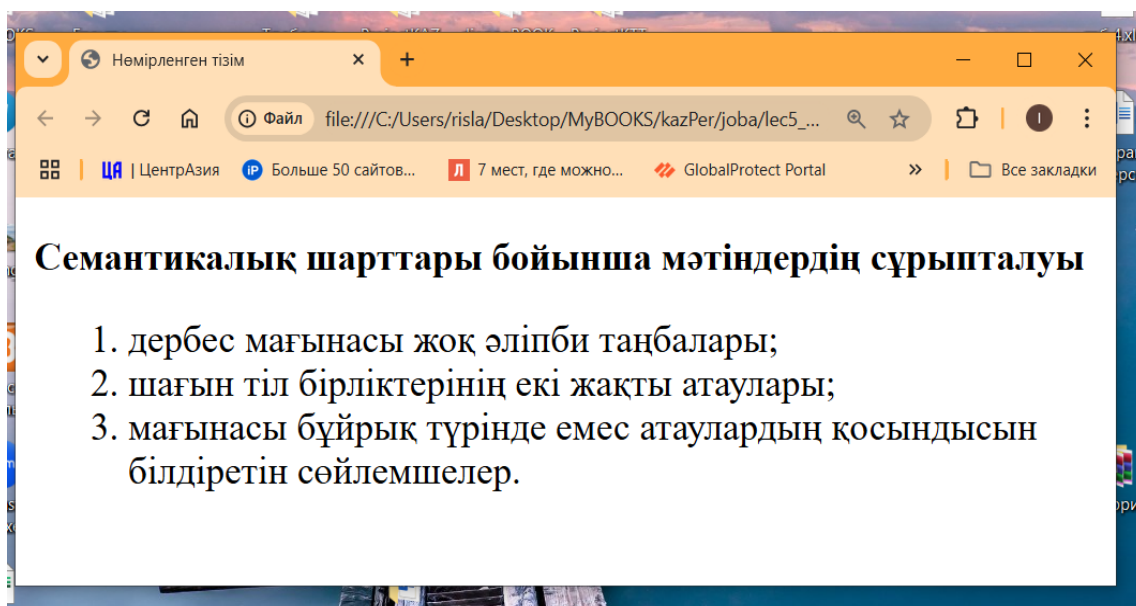 Нөмірленген тізім
Файл file:///C:/Users/risla/Desktop/MyBOOKS/kazPer/joba/lec5_... I
ЦА | ЦентрАзия iP Больше 50 сайтов... Л 7 мест, где можно... GlobalProtect Portal » Все закладки
Семантикалық шарттары бойынша мәтіндердің сұрыпталуы
1. дербес мағынасы жоқ әліпби таңбалары;
2. шағын тіл бірліктерінің екі жақты атаулары;
3. мағынасы бұйрық түрінде емес атаулардың қосындысын
білдіретін сөйлемшелер.